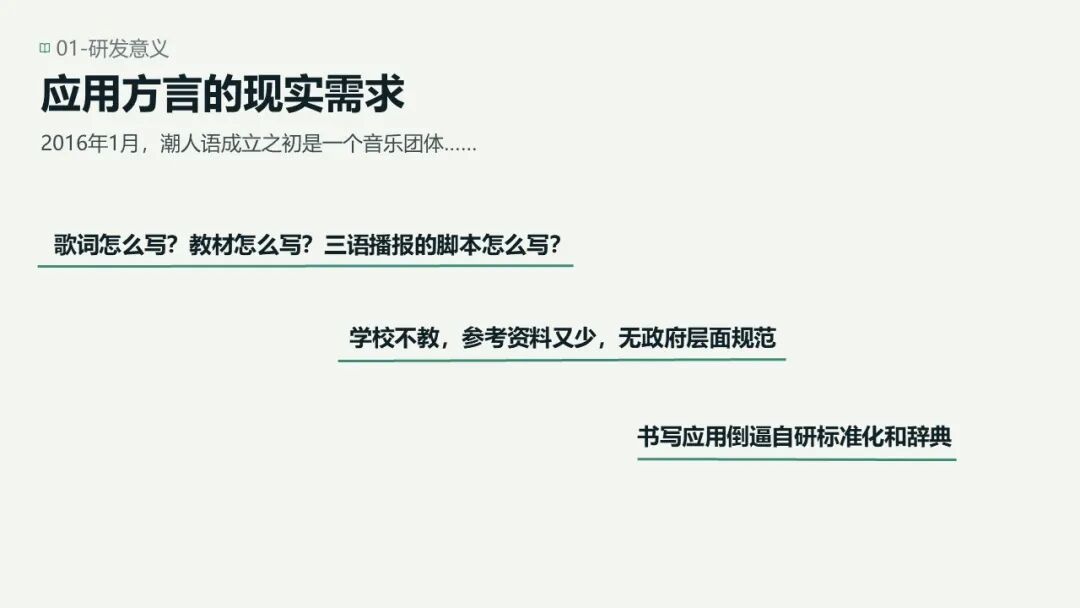 01-研发意义
应用方言的现实需求
2016年1月，潮人语成立之初是一个音乐团体……
歌词怎么写？教材怎么写？三语播报的脚本怎么写？
学校不教，参考资料又少，无政府层面规范
书写应用倒逼自研标准化和辞典